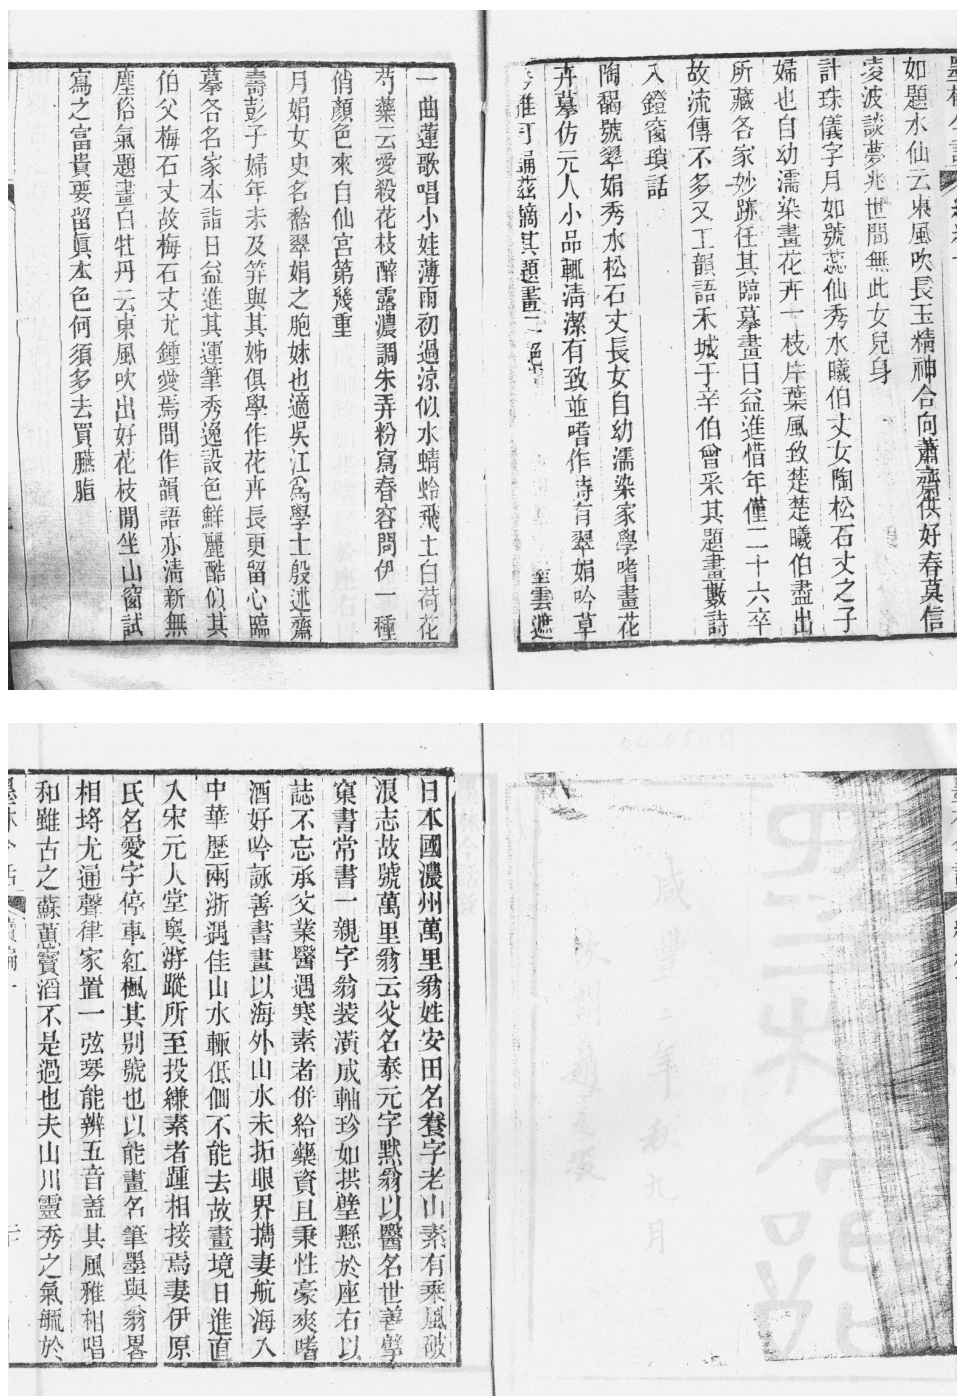 如題水仙云東風吹長玉精神合向蕭齋供好春莫信
凌波談夢兆世間無此女兒身
計珠儀字月如號蕊仙秀水曦伯丈女陶松石丈之子
婦也自幼濡染畫花卉一枝片葉風致楚楚曦伯盡出
所藏各家妙跡任其臨摹畫日益進惜年僅二十六卒
故流傳不多又工韻語禾城于辛伯曾采其題畫數詩
入鐙窗瑣話
陶馤號翠娟秀水松石丈長女自幼濡染家學嗜畫花
卉摹仿元人小品輒清潔有致並嗜作詩有翠娟吟草
雅可誦茲摘其題畫二絕 雲遮
一曲蓮歌唱小娃薄雨初過涼似水蜻蛉飛上白荷花
芍藥云愛殺花枝醉露濃調朱弄粉寫春容問伊一種
俏顏色來自仙宮第幾重
月娟女史名馠翠娟之胞妹也適吳江為學士殷述齋
壽彭子婦年未及笄與其姊俱學作花卉長更留心臨
摹各名家本詣日益進其運筆秀逸設色鮮麗酷似其
伯父梅石丈故梅石丈尤鍾愛焉間作韻語亦清新無
塵俗氣題畫白牡丹云東風吹出好花枝閒坐山窗試
寫之富貴要留眞本色何須多去買臙脂
咸豐二年秋九月
墨林今話
日本國濃州萬里翁姓安田名養字老山素有乘風破
浪志故號萬里翁云父名泰元字默翁以醫名世善擘
窠書常書一親字翁装潢成軸珍如拱璧懸於座右以
誌不忘承父業醫遇寒素者併給藥資且秉性豪爽嗜
酒好吟詠善書畫以海外山水未拓眼界攜妻航海入
中華歷兩浙遇佳山水輒低佪不能去故畫境日進直
入宋元人堂奧游蹤所至投縑素者踵相接焉妻伊原
氏名愛字停車紅楓其別號也以能畫名筆墨與翁畧
相埒尤通聲律家置一弦琴能辨五音盖其風雅相唱
和雖古之蘇蕙竇滔不是過也夫山川靈秀之氣毓於
墨林今話 續編